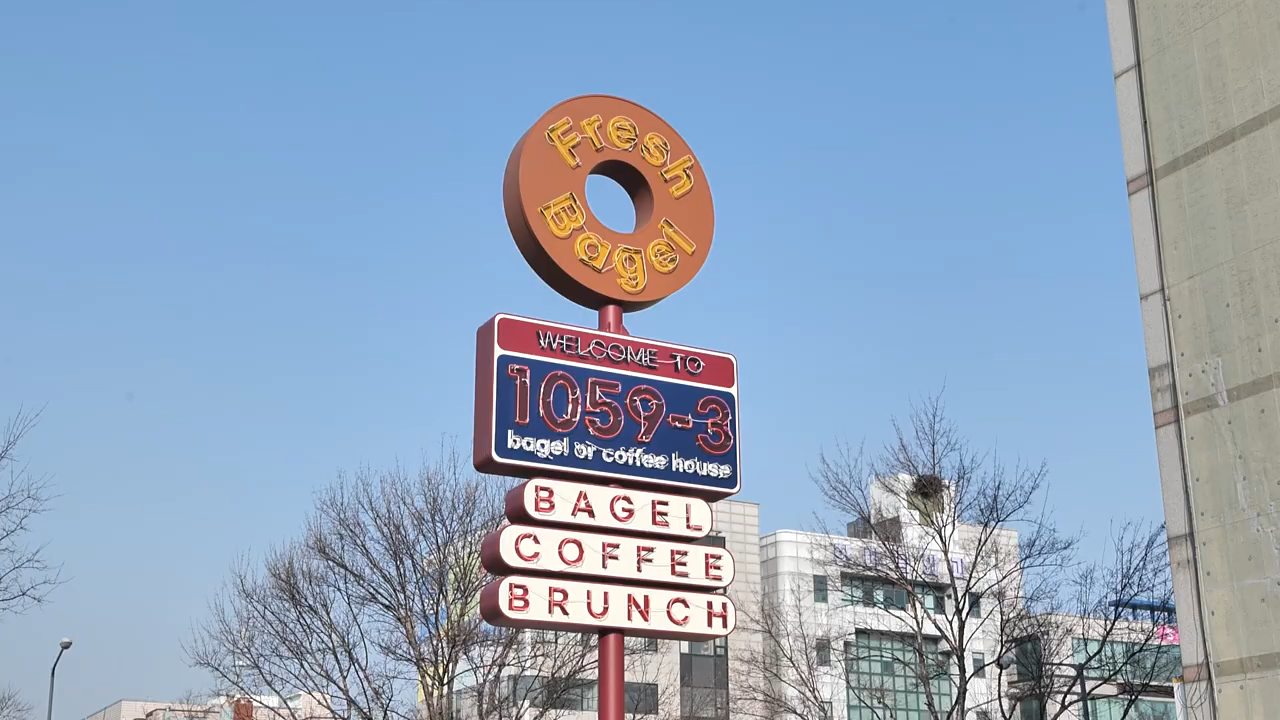 Fresh
Bagel
WELCOME TO
1059-3
bagel or coffee house
BAGEL
COFFEE
BRUNCH